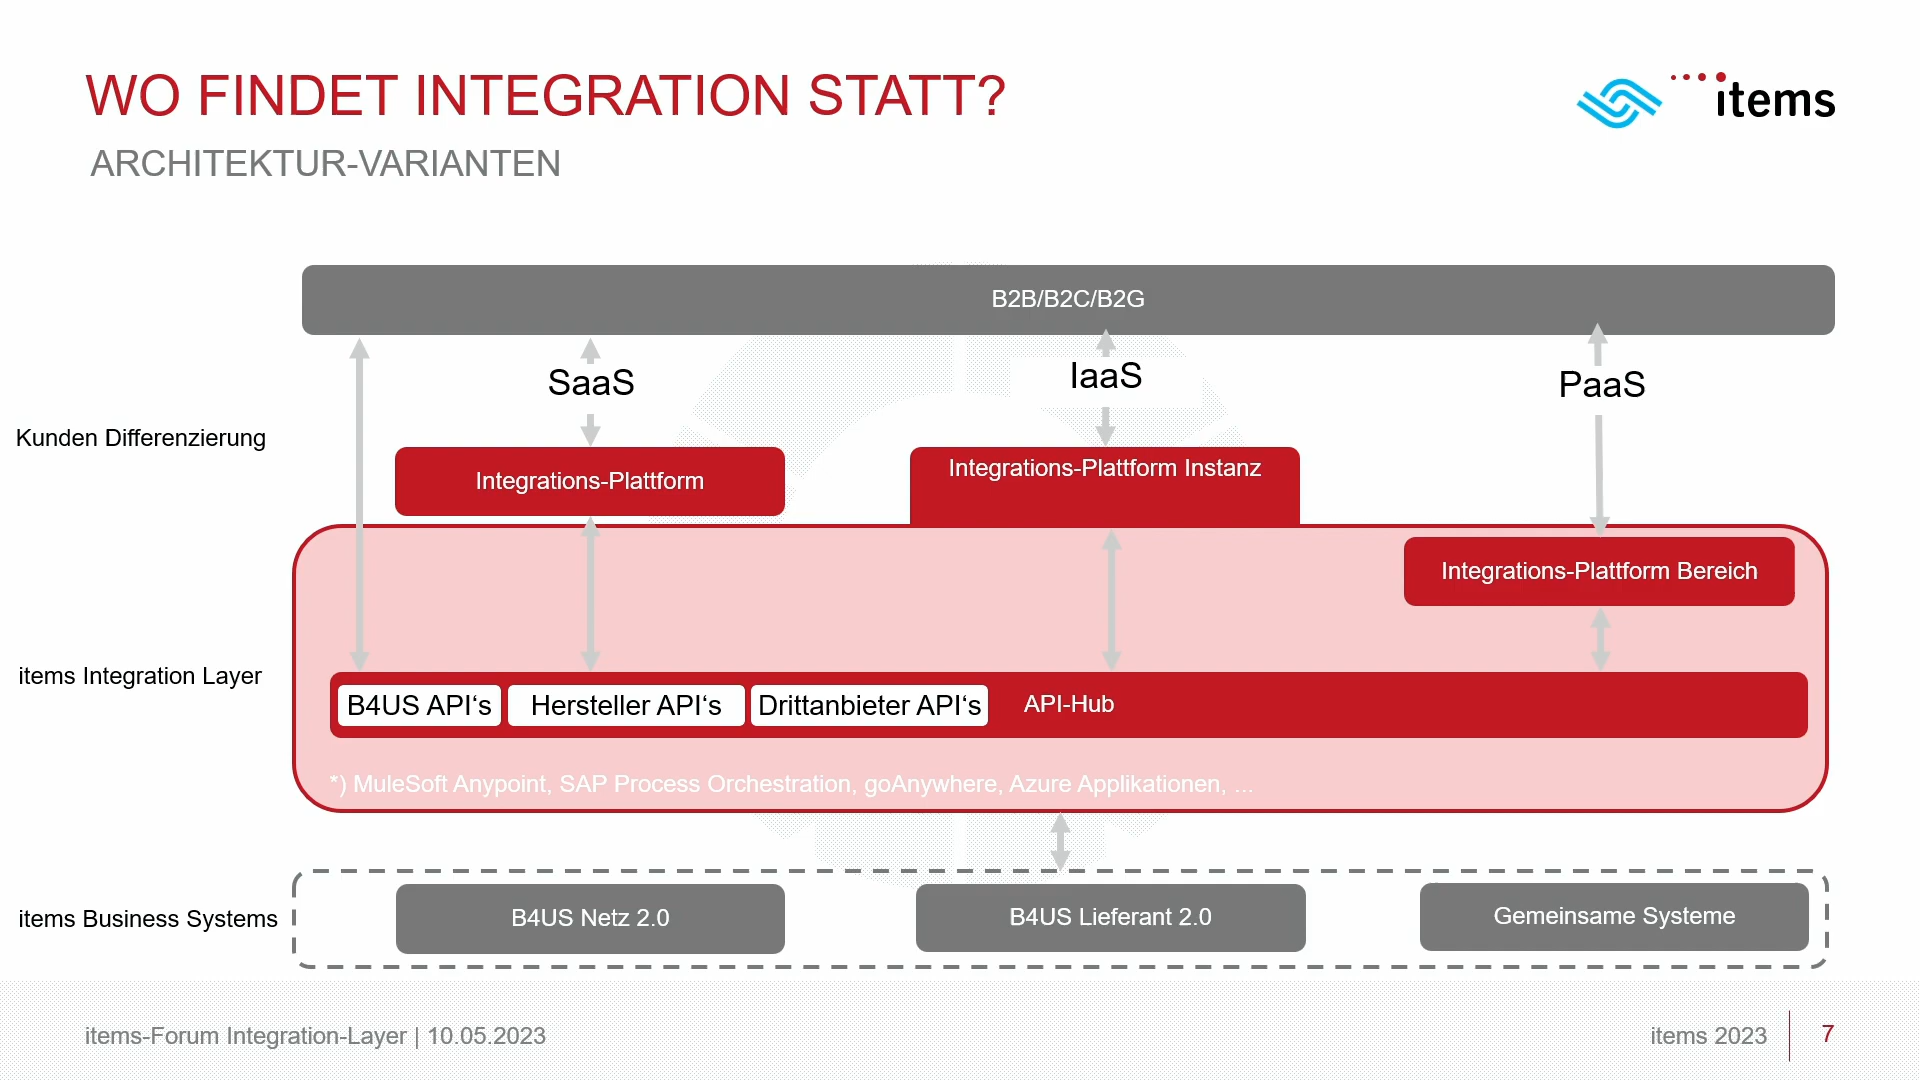 WO FINDET INTEGRATION STATT?
ARCHITEKTUR-VARIANTEN
items
B2B/B2C/B2G
SaaS
IaaS
PaaS
Kunden Differenzierung
Integrations-Plattform
Integrations-Plattform Instanz
Integrations-Plattform Bereich
items Integration Layer
B4US API‘s
Hersteller API‘s
Drittanbieter API‘s
API-Hub
*) MuleSoft Anypoint, SAP Process Orchestration, goAnywhere, Azure Applikationen, ...
items Business Systems
B4US Netz 2.0
B4US Lieferant 2.0
Gemeinsame Systeme
items-Forum Integration-Layer | 10.05.2023
items 2023
7